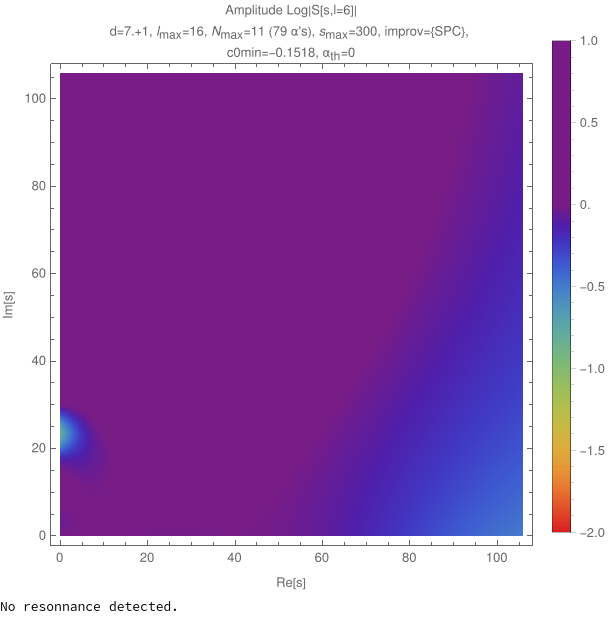 Amplitude Log|S[s,l=6]|
d=7.+1, lmax=16, Nmax=11 (79 α's), smax=300, improv={SPC},
c0min=−0.1518, αth=0
Im[s]
100
80
60
40
20
0
0 20 40 60 80 100
Re[s]
1.0
0.5
0.
−0.5
−1.0
−1.5
−2.0
No resonnance detected.